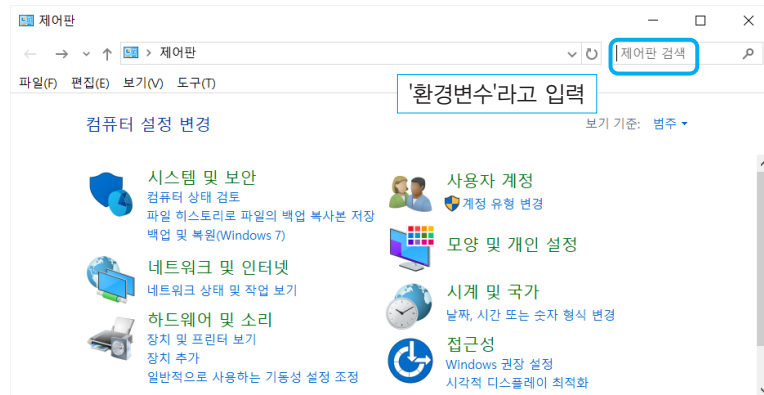 제어판
제어판
제어판 검색
파일(F) 편집(E) 보기(V) 도구(T)
'환경변수'라고 입력
컴퓨터 설정 변경
보기 기준: 범주
시스템 및 보안
컴퓨터 상태 검토
파일 히스토리로 파일의 백업 복사본 저장
백업 및 복원(Windows 7)
네트워크 및 인터넷
네트워크 상태 및 작업 보기
하드웨어 및 소리
장치 및 프린터 보기
장치 추가
일반적으로 사용하는 기동성 설정 조정
사용자 계정
계정 유형 변경
모양 및 개인 설정
시계 및 국가
날짜, 시간 또는 숫자 형식 변경
접근성
Windows 권장 설정
시각적 디스플레이 최적화